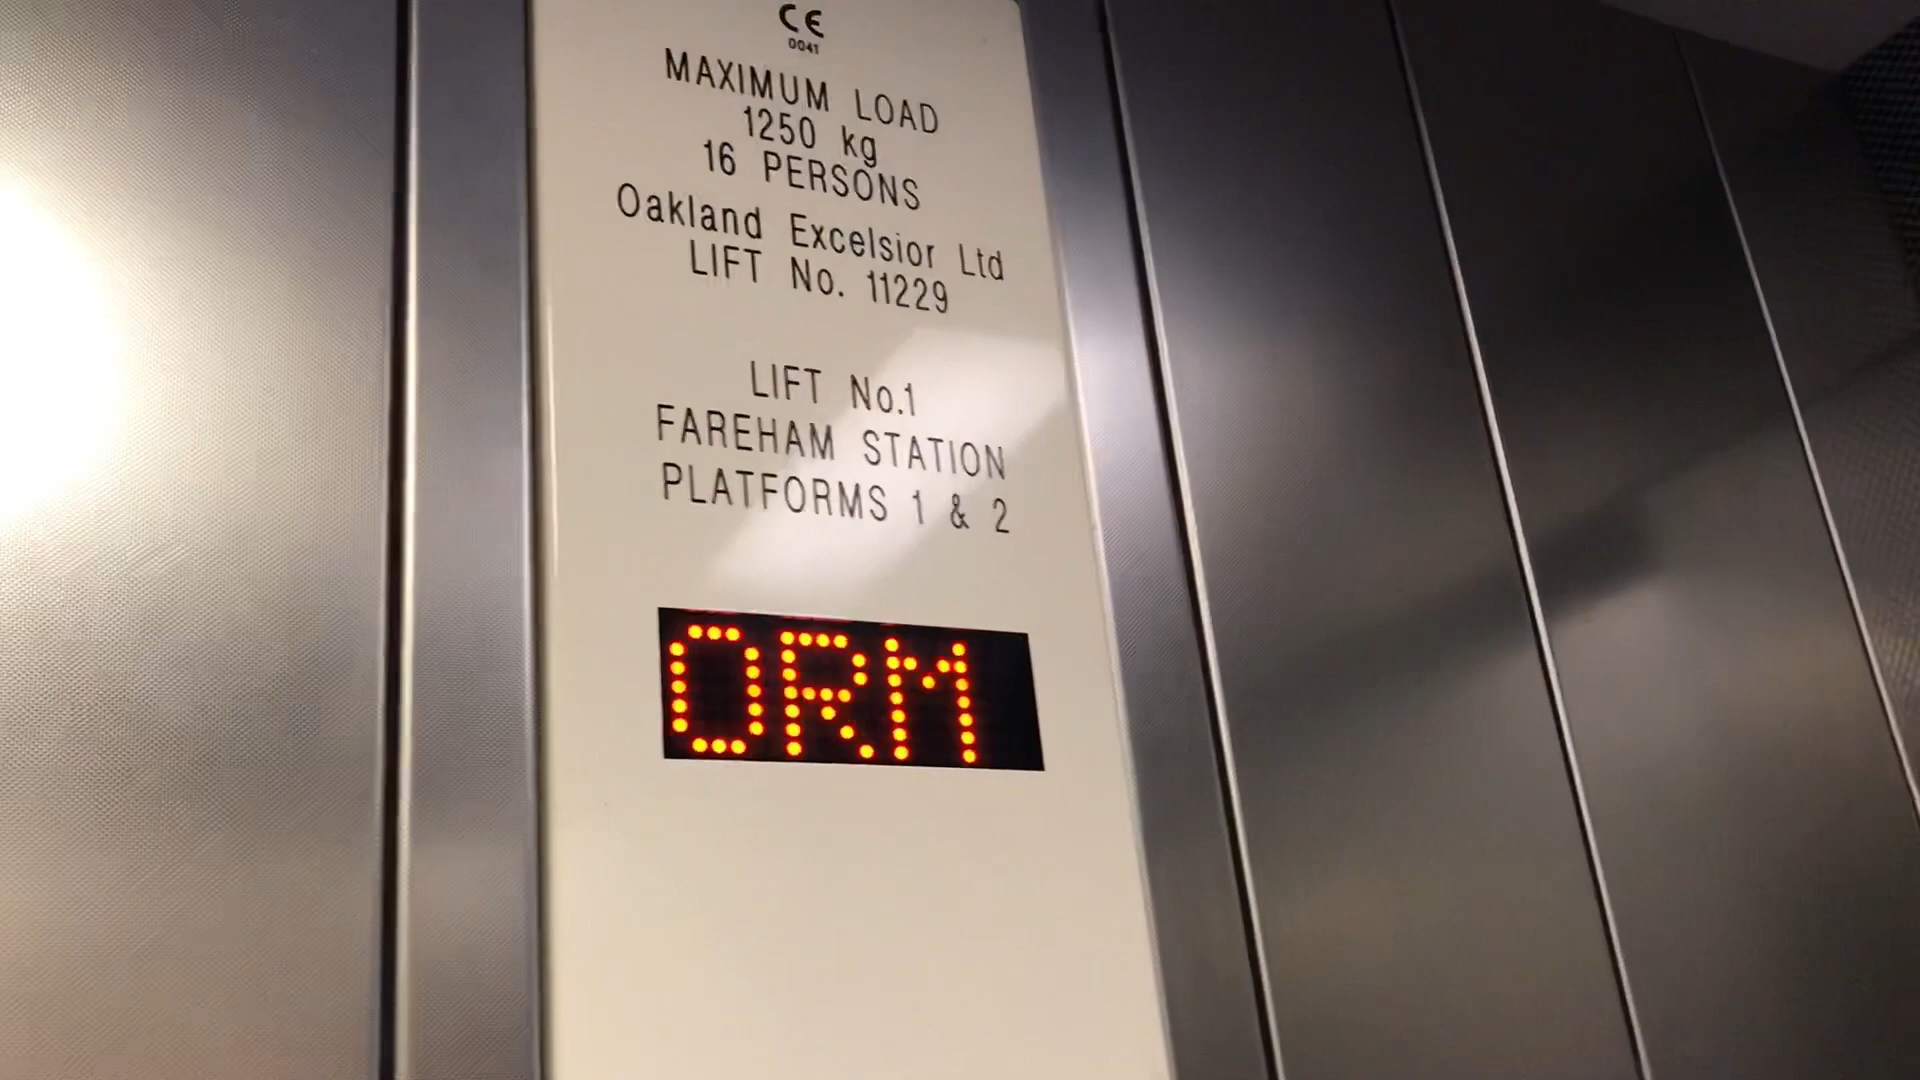 CE
0041
MAXIMUM LOAD
1250 kg
16 PERSONS
Oakland Excelsior Ltd
LIFT No. 11229
LIFT No.1
FAREHAM STATION
PLATFORMS 1 & 2
ORM